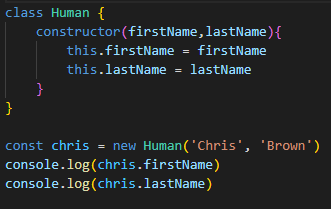 class Human {
    constructor(firstName,lastName){
        this.firstName = firstName
        this.lastName = lastName
    }
}

const chris = new Human('Chris', 'Brown')
console.log(chris.firstName)
console.log(chris.lastName)